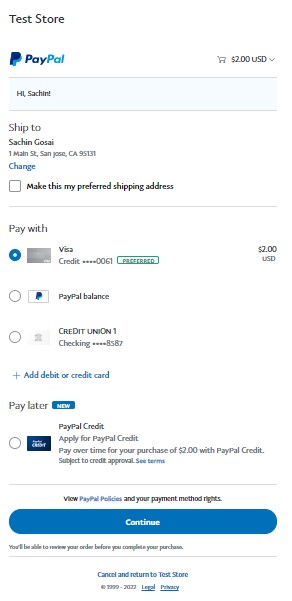 Test Store
PayPal
$2.00 USD
Hi, Sachin!
Ship to
Sachin Gosai
1 Main St, San Jose, CA 95131
Change
Make this my preferred shipping address
Pay with
Visa
$2.00
Credit ••••0061 PREFERRED
USD
PayPal balance
CREDIT UNION 1
Checking ••••8587
+ Add debit or credit card
Pay later NEW
PayPal Credit
Apply for PayPal Credit
Pay over time for your purchase of $2.00 with PayPal Credit.
Subject to credit approval. See terms
View PayPal Policies and your payment method rights.
Continue
You'll be able to review your order before you complete your purchase.
Cancel and return to Test Store
© 1999 - 2022 Legal Privacy